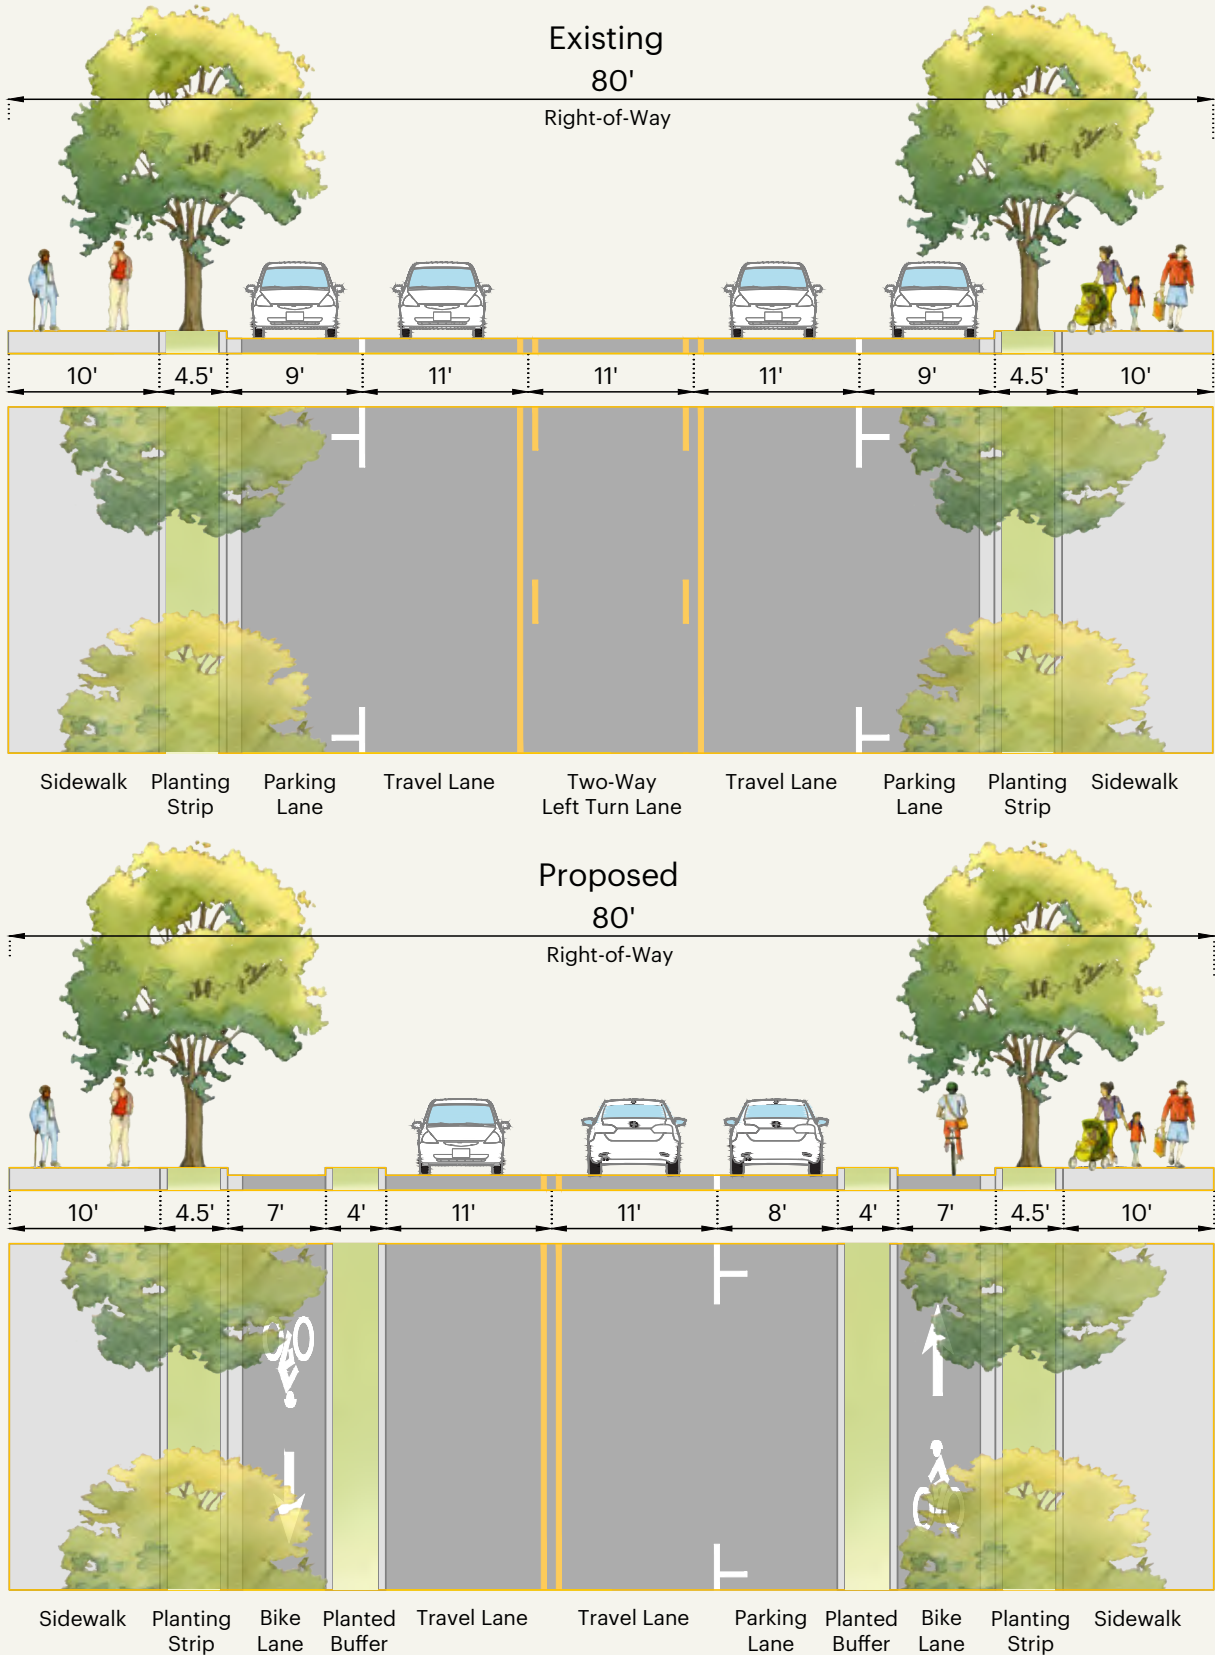 Existing
80'
Right-of-Way
10' 4.5' 9' 11' 11' 11' 9' 4.5' 10'
Sidewalk Planting Parking Travel Lane Two-Way Travel Lane Parking Planting Sidewalk
Strip Lane Left Turn Lane Lane Strip
Proposed
80'
Right-of-Way
10' 4.5' 7' 4' 11' 11' 8' 4' 7' 4.5' 10'
Sidewalk Planting Bike Planted Travel Lane Travel Lane Parking Planted Bike Planting Sidewalk
Strip Lane Buffer Lane Buffer Lane Strip